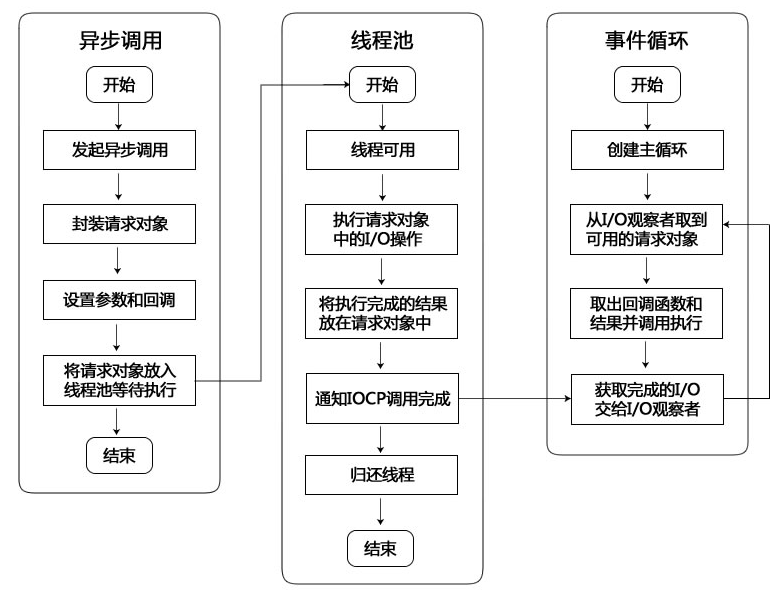 异步调用
开始
发起异步调用
封装请求对象
设置参数和回调
将请求对象放入
线程池等待执行
结束
线程池
开始
线程可用
执行请求对象
中的I/O操作
将执行完成的结果
放在请求对象中
通知IOCP调用完成
归还线程
结束
事件循环
开始
创建主循环
从I/O观察者取到
可用的请求对象
取出回调函数和
结果并调用执行
获取完成的I/O
交给I/O观察者